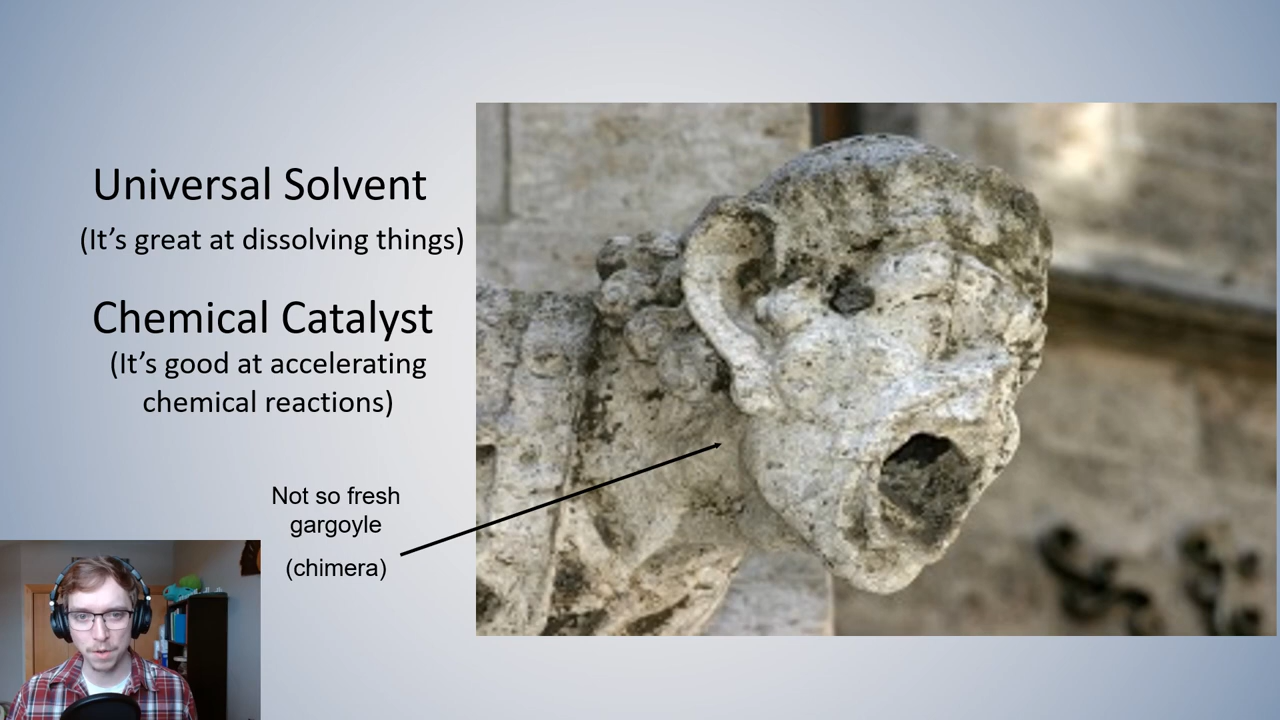 Universal Solvent
(It’s great at dissolving things)
Chemical Catalyst
(It’s good at accelerating
chemical reactions)
Not so fresh
gargoyle
(chimera)